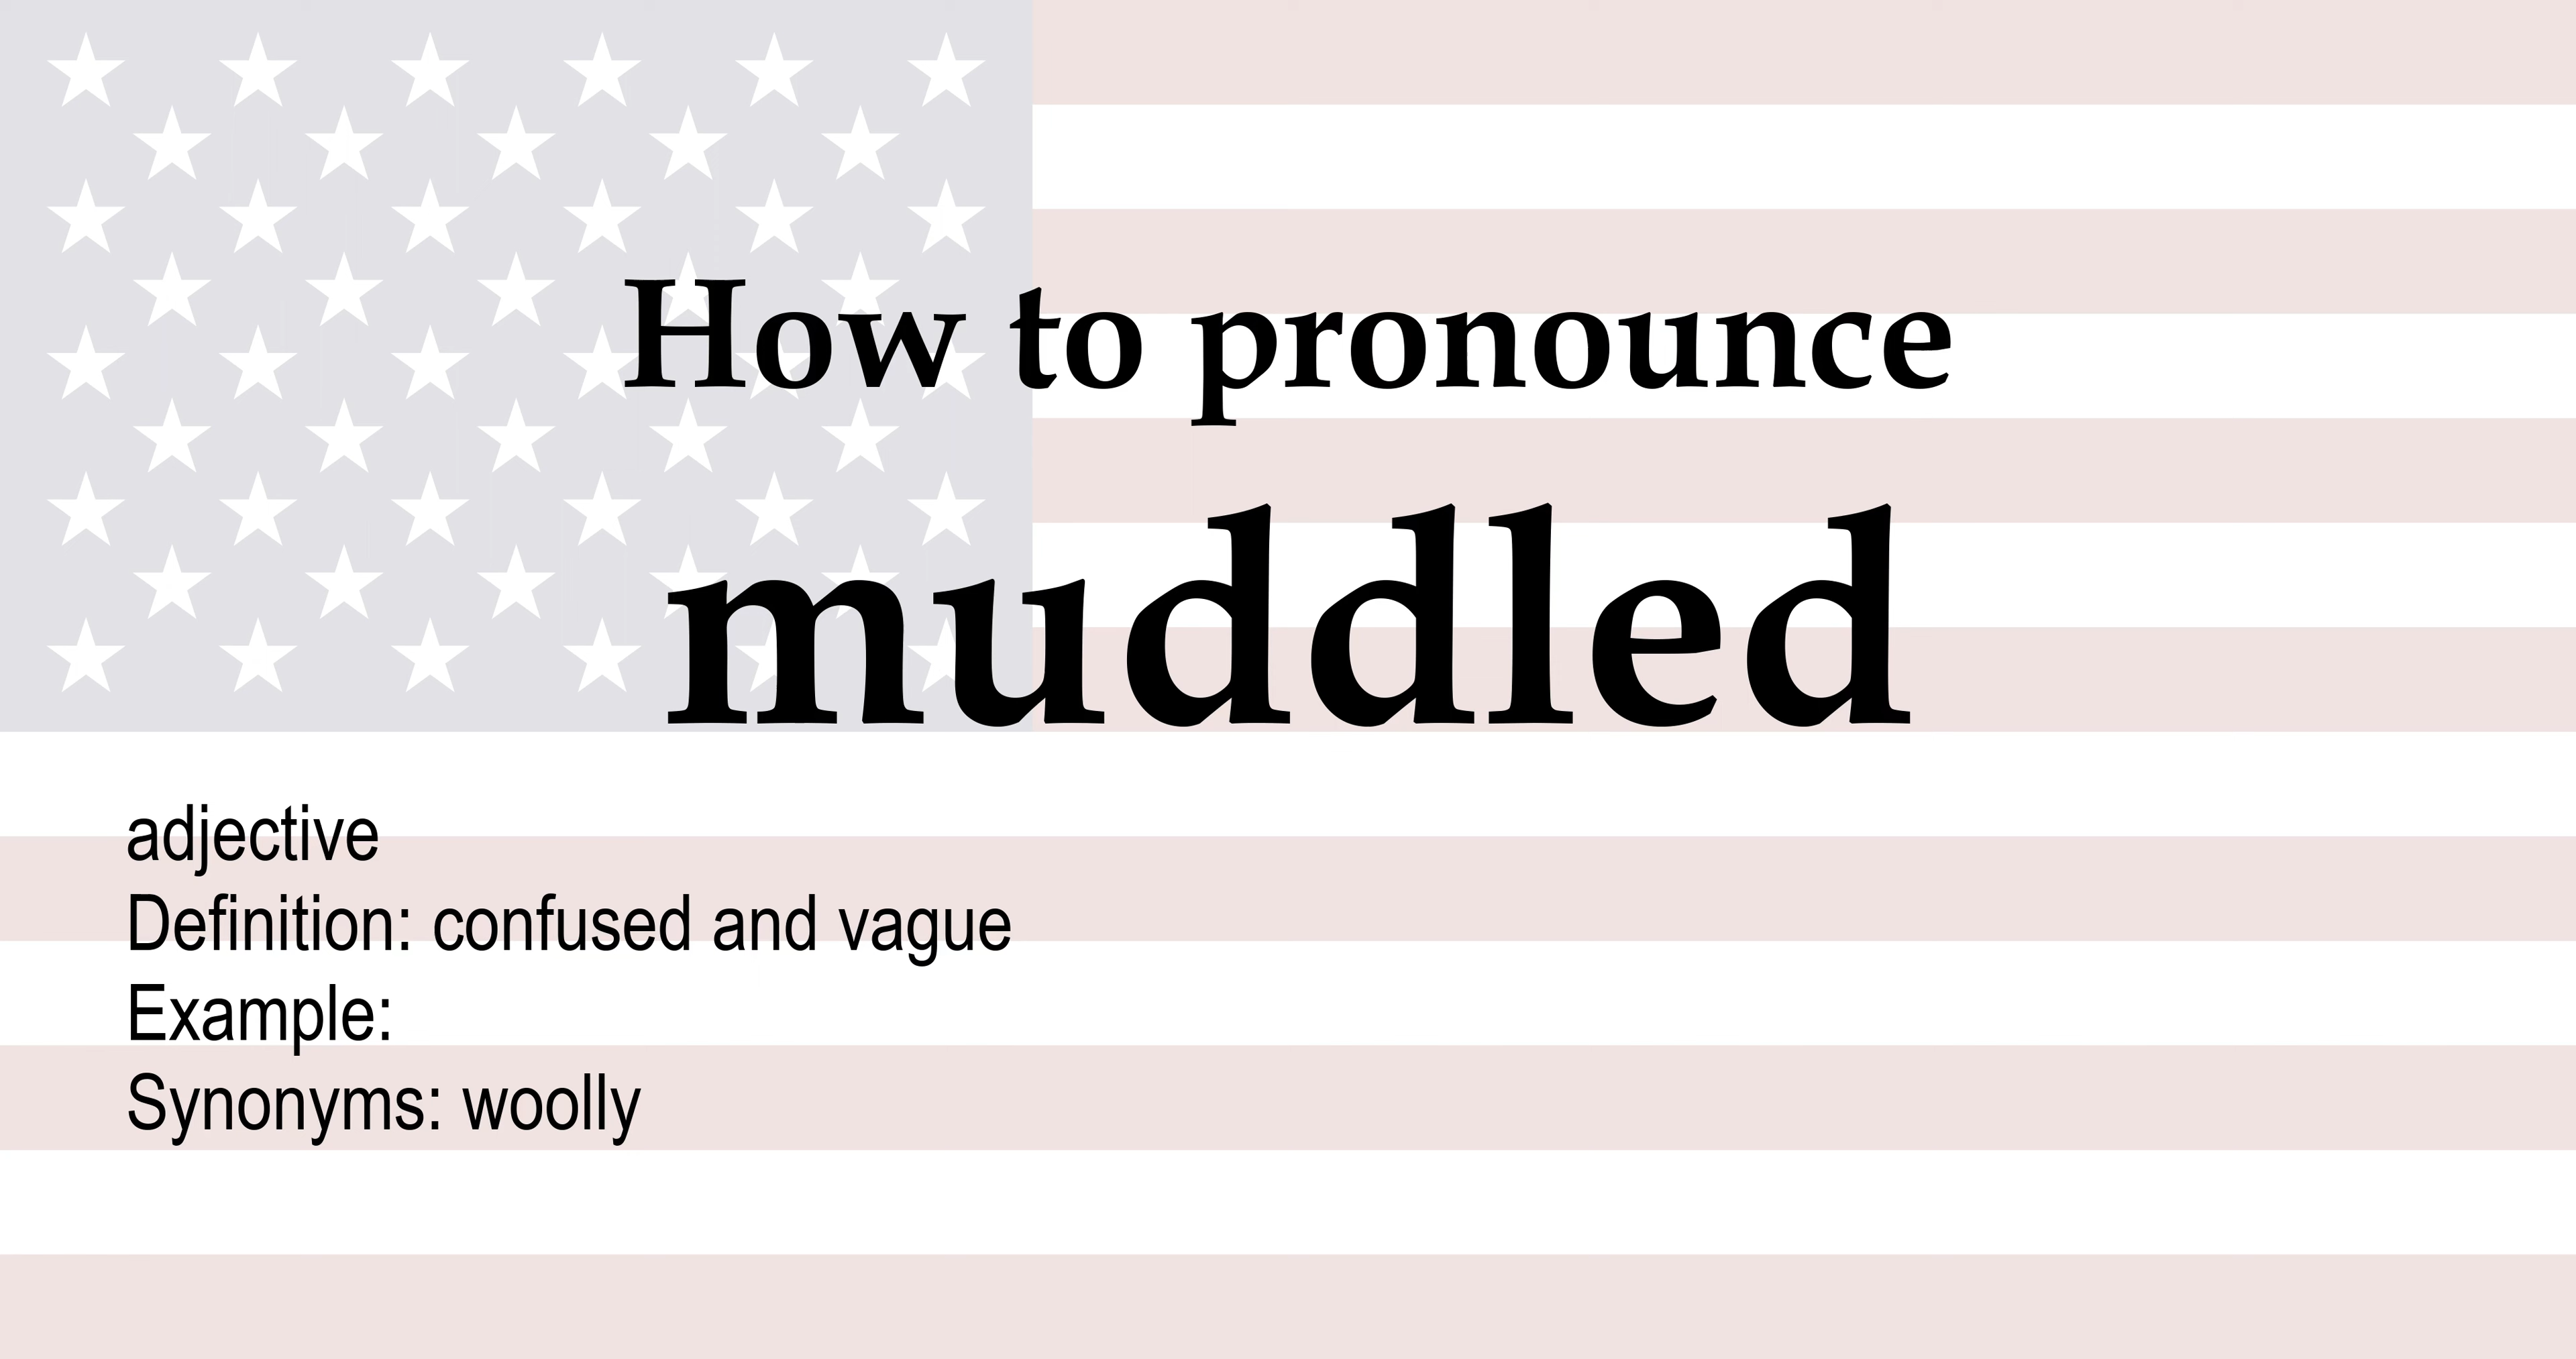 How to pronounce
muddled
adjective
Definition: confused and vague
Example:
Synonyms: woolly